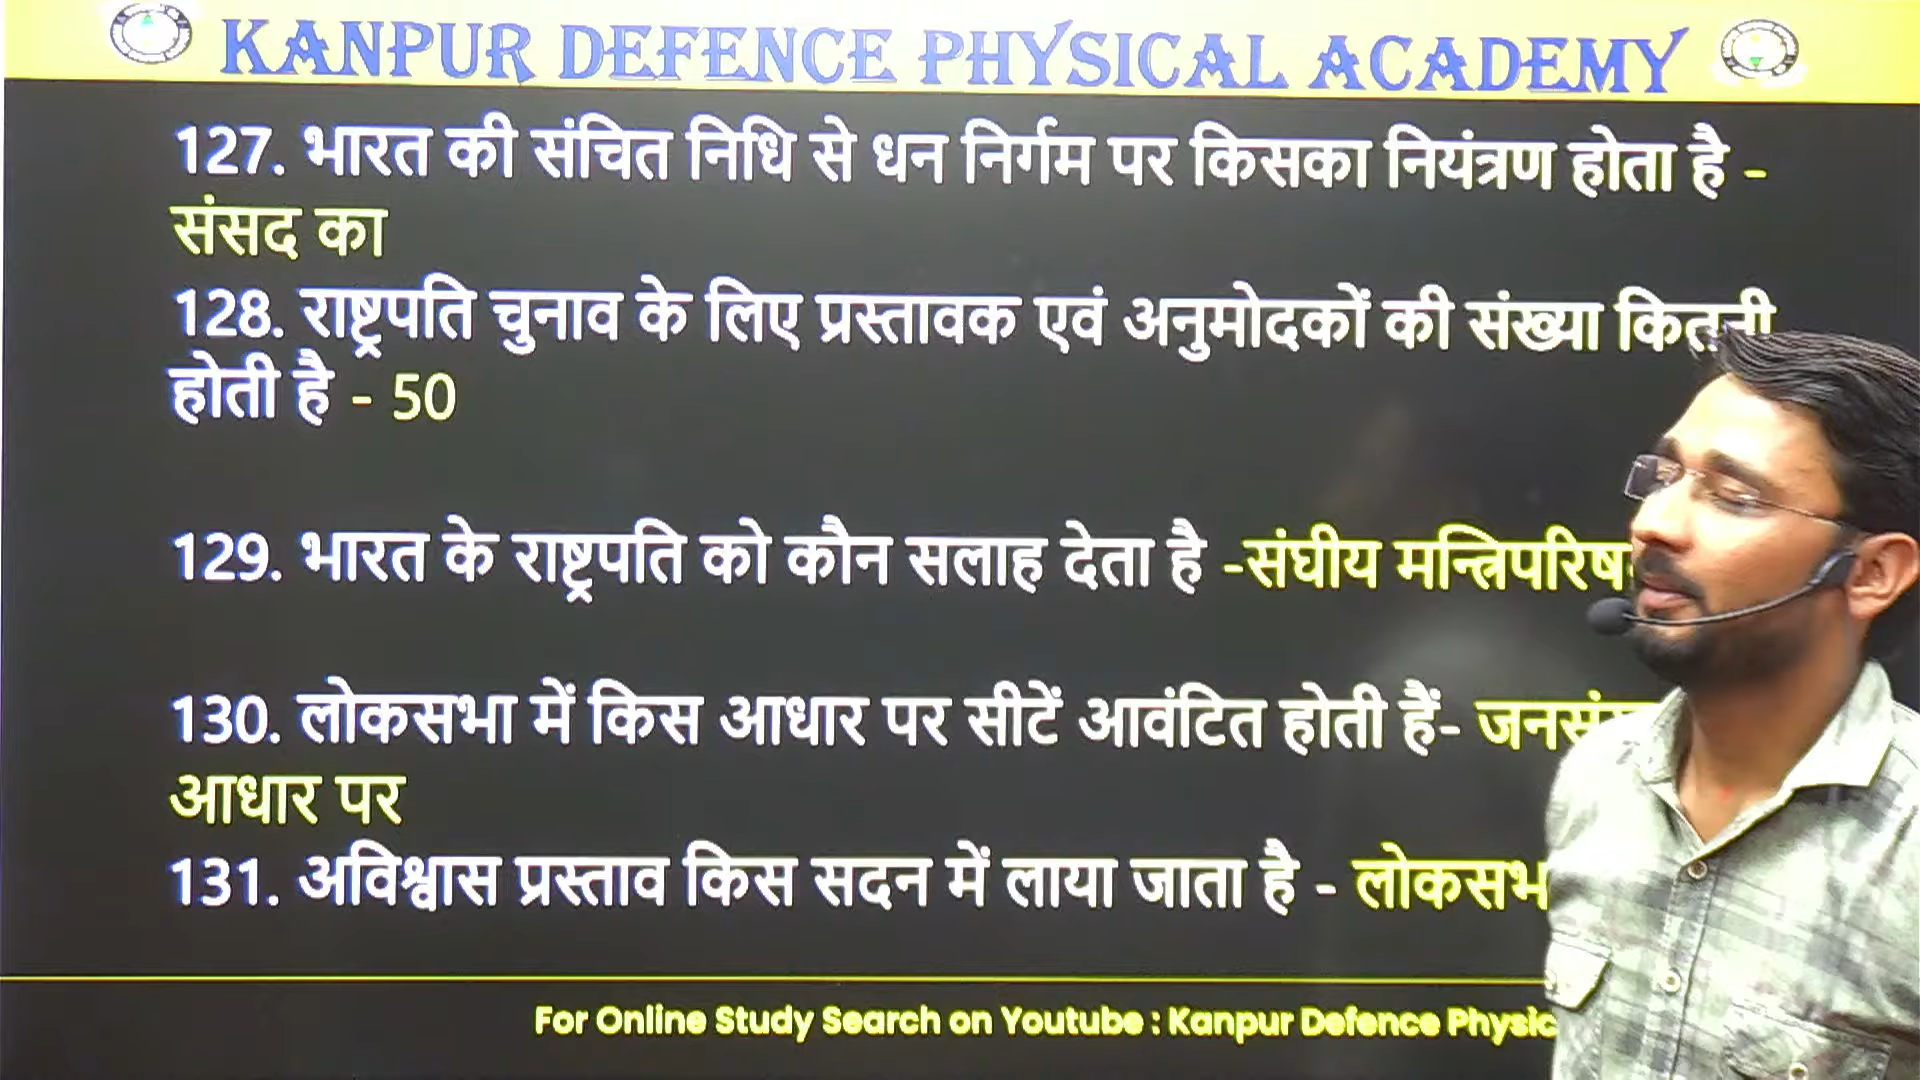 KANPUR DEFENCE PHYSICAL ACADEMY
127. भारत की संचित निधि से धन निर्गम पर किसका नियंत्रण होता है -
संसद का
128. राष्ट्रपति चुनाव के लिए प्रस्तावक एवं अनुमोदकों की संख्या कितनी
होती है - 50
129. भारत के राष्ट्रपति को कौन सलाह देता है -संघीय
130. लोकसभा में किस आधार पर सीटें आवंटित होती हैं-
आधार पर
131. अविश्वास प्रस्ताव किस सदन में लाया जाता है -
For Online Study Search on Youtube : Kanpur Defence